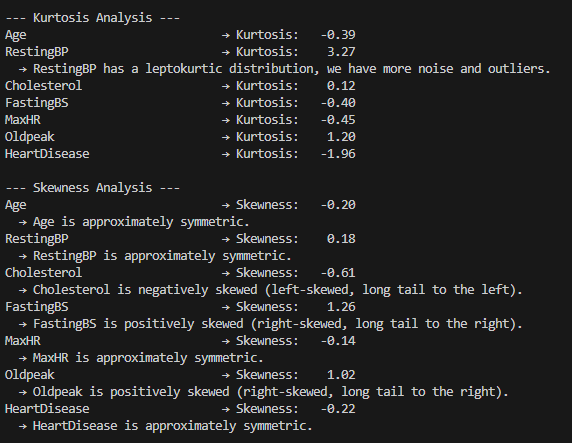 --- Kurtosis Analysis ---
Age → Kurtosis: -0.39
RestingBP → Kurtosis: 3.27
→ RestingBP has a leptokurtic distribution, we have more noise and outliers.
Cholesterol → Kurtosis: 0.12
FastingBS → Kurtosis: -0.40
MaxHR → Kurtosis: -0.45
Oldpeak → Kurtosis: 1.20
HeartDisease → Kurtosis: -1.96
--- Skewness Analysis ---
Age → Skewness: -0.20
→ Age is approximately symmetric.
RestingBP → Skewness: 0.18
→ RestingBP is approximately symmetric.
Cholesterol → Skewness: -0.61
→ Cholesterol is negatively skewed (left-skewed, long tail to the left).
FastingBS → Skewness: 1.26
→ FastingBS is positively skewed (right-skewed, long tail to the right).
MaxHR → Skewness: -0.14
→ MaxHR is approximately symmetric.
Oldpeak → Skewness: 1.02
→ Oldpeak is positively skewed (right-skewed, long tail to the right).
HeartDisease → Skewness: -0.22
→ HeartDisease is approximately symmetric.